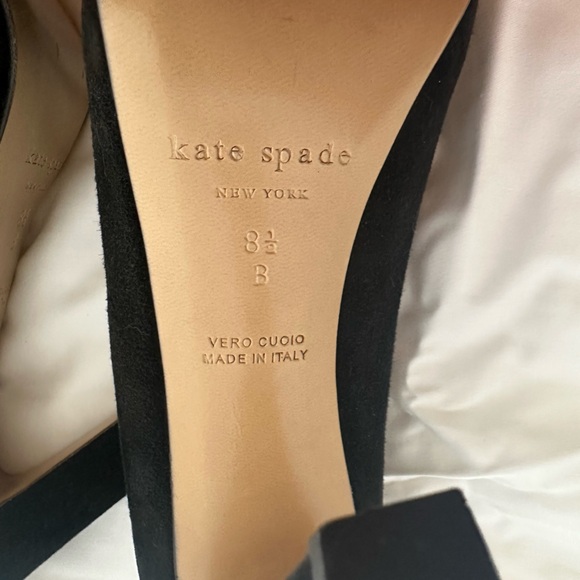 kate spade
NEW YORK
8½
B
VERO CUOIO
MADE IN ITALY